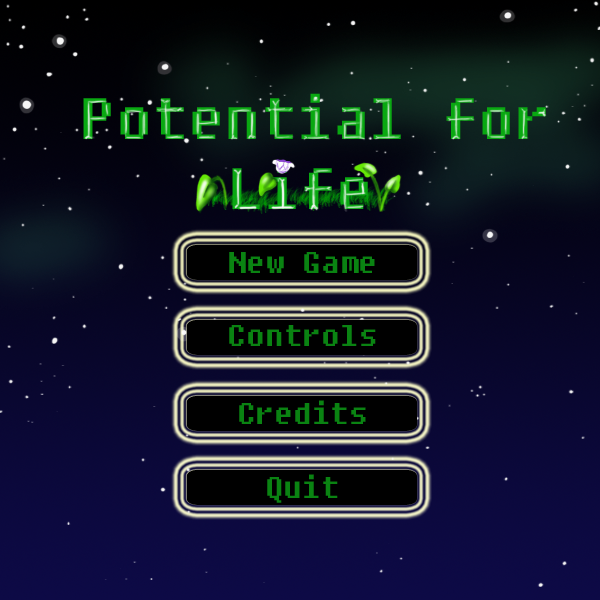 Potential for
Life
New Game
Controls
Credits
Quit